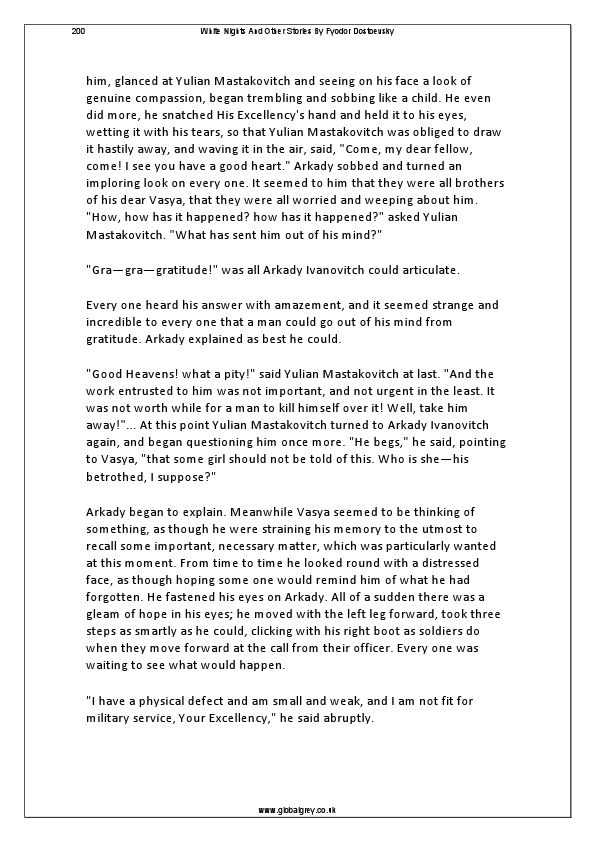 200 White Nights And Other Stories By Fyodor Dostoevsky
him, glanced at Yulian Mastakovitch and seeing on his face a look of
genuine compassion, began trembling and sobbing like a child. He even
did more, he snatched His Excellency's hand and held it to his eyes,
wetting it with his tears, so that Yulian Mastakovitch was obliged to draw
it hastily away, and waving it in the air, said, "Come, my dear fellow,
come! I see you have a good heart." Arkady sobbed and turned an
imploring look on every one. It seemed to him that they were all brothers
of his dear Vasya, that they were all worried and weeping about him.
"How, how has it happened? how has it happened?" asked Yulian
Mastakovitch. "What has sent him out of his mind?"
"Gra—gra—gratitude!" was all Arkady Ivanovitch could articulate.
Every one heard his answer with amazement, and it seemed strange and
incredible to every one that a man could go out of his mind from
gratitude. Arkady explained as best he could.
"Good Heavens! what a pity!" said Yulian Mastakovitch at last. "And the
work entrusted to him was not important, and not urgent in the least. It
was not worth while for a man to kill himself over it! Well, take him
away!"... At this point Yulian Mastakovitch turned to Arkady Ivanovitch
again, and began questioning him once more. "He begs," he said, pointing
to Vasya, "that some girl should not be told of this. Who is she—his
betrothed, I suppose?"
Arkady began to explain. Meanwhile Vasya seemed to be thinking of
something, as though he were straining his memory to the utmost to
recall some important, necessary matter, which was particularly wanted
at this moment. From time to time he looked round with a distressed
face, as though hoping some one would remind him of what he had
forgotten. He fastened his eyes on Arkady. All of a sudden there was a
gleam of hope in his eyes; he moved with the left leg forward, took three
steps as smartly as he could, clicking with his right boot as soldiers do
when they move forward at the call from their officer. Every one was
waiting to see what would happen.
"I have a physical defect and am small and weak, and I am not fit for
military service, Your Excellency," he said abruptly.
www.globalgrey.co.uk